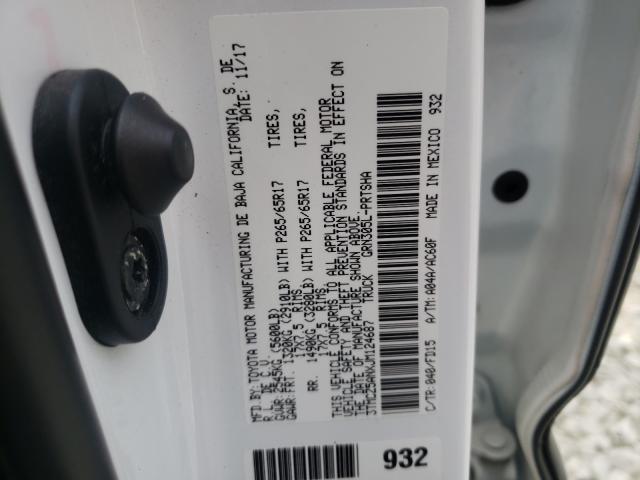 MFD.BY:TOYOTA MOTOR MANUFACTURING DE BAJA CALIFORNIA, S. DE
R.L. DE C.V. DATE: 11/17
GVWR: 2545KG (5600LB)
GAWR: FRT. 1320KG (2910LB) WITH P265/65R17 TIRES,
17X7.5 RIMS
RR. 1490KG (3280LB) WITH P265/65R17 TIRES,
17X7.5 RIMS
THIS VEHICLE CONFORMS TO ALL APPLICABLE FEDERAL MOTOR
VEHICLE SAFETY AND THEFT PREVENTION STANDARDS IN EFFECT ON
THE DATE OF MANUFACTURE SHOWN ABOVE.
3TMCZ5ANXJM124687 TRUCK GRN305L-PRTSHA
C/TR: 040/FD15 A/TM: A04A/AC60F MADE IN MEXICO 932
932